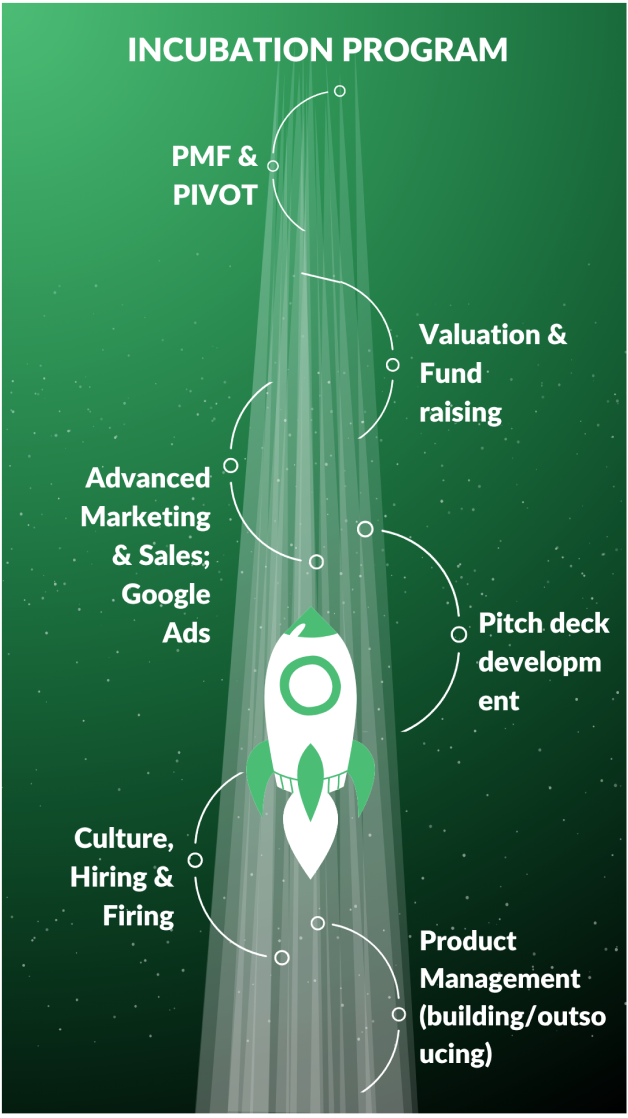 INCUBATION PROGRAM
PMF &
PIVOT
Valuation &
Fund
raising
Advanced
Marketing
& Sales;
Google
Ads
Pitch deck
developm
ent
Culture,
Hiring &
Firing
Product
Management
(building/outso
ucing)